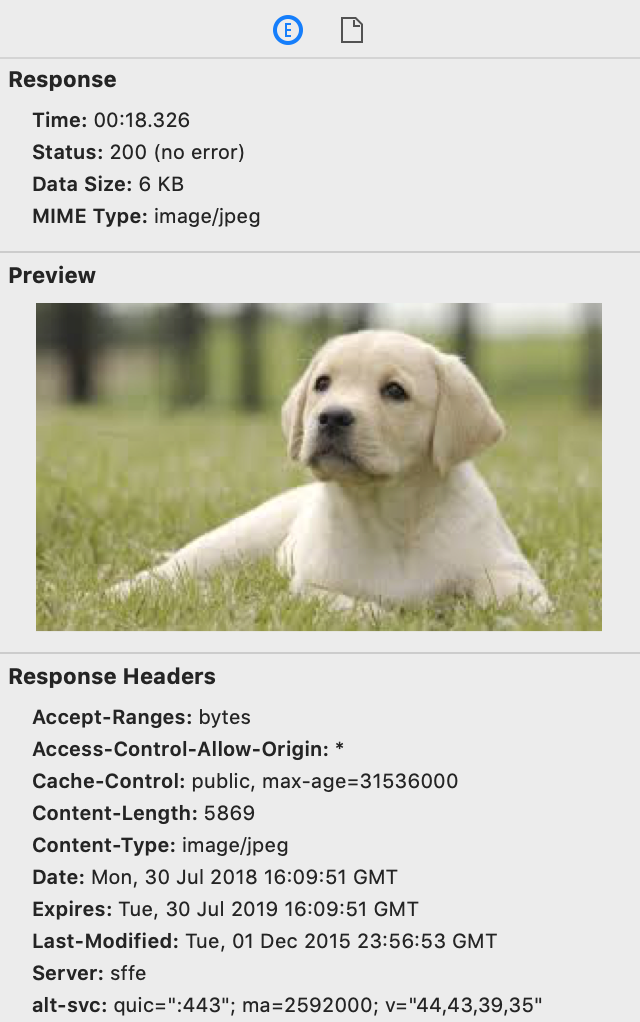 E
Response
Time: 00:18.326
Status: 200 (no error)
Data Size: 6 KB
MIME Type: image/jpeg
Preview
Response Headers
Accept-Ranges: bytes
Access-Control-Allow-Origin: *
Cache-Control: public, max-age=31536000
Content-Length: 5869
Content-Type: image/jpeg
Date: Mon, 30 Jul 2018 16:09:51 GMT
Expires: Tue, 30 Jul 2019 16:09:51 GMT
Last-Modified: Tue, 01 Dec 2015 23:56:53 GMT
Server: sffe
alt-svc: quic=":443"; ma=2592000; v="44,43,39,35"